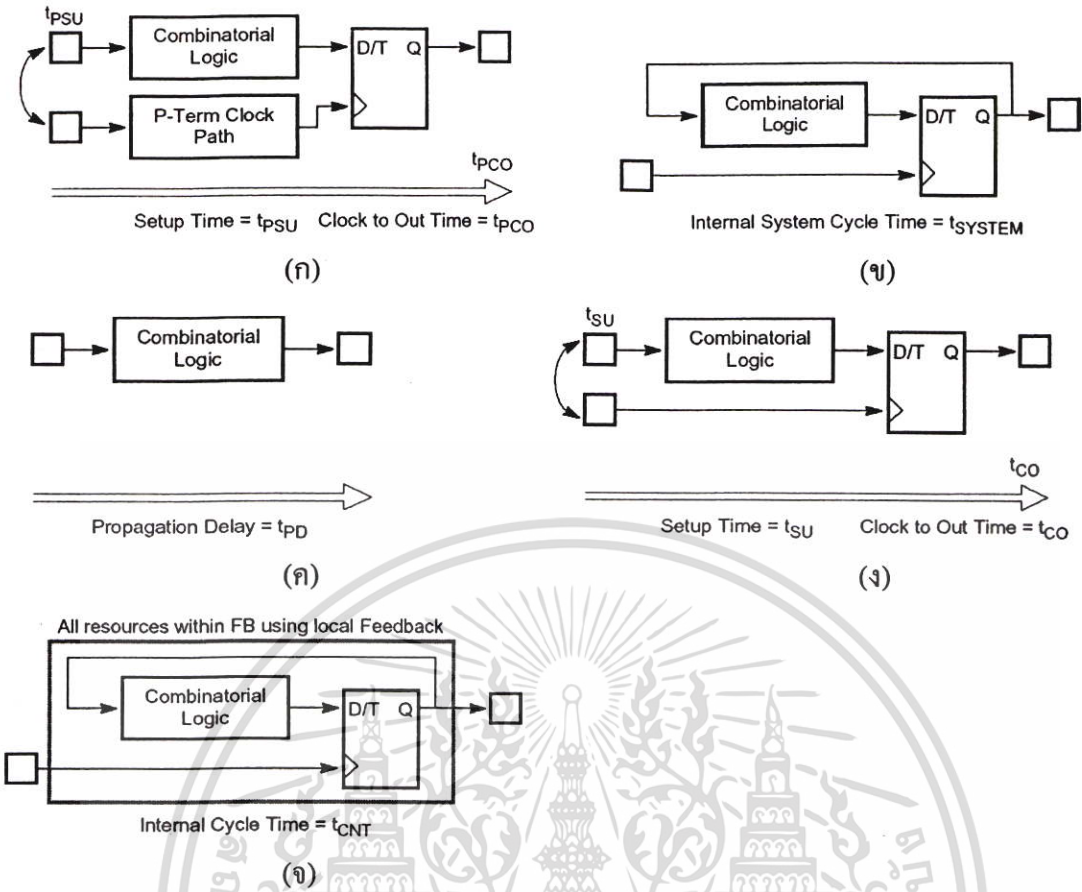 tPSU
Combinatorial
Logic
D/T Q
P-Term Clock
Path
tPCO
Setup Time = tPSU Clock to Out Time = tPCO
(ก)
Combinatorial
Logic
D/T Q
Internal System Cycle Time = tSYSTEM
(ข)
Combinatorial
Logic
Propagation Delay = tPD
(ค)
tSU
Combinatorial
Logic
D/T Q
tCO
Setup Time = tSU Clock to Out Time = tCO
(ง)
All resources within FB using local Feedback
Combinatorial
Logic
D/T Q
Internal Cycle Time = tCNT
(จ)